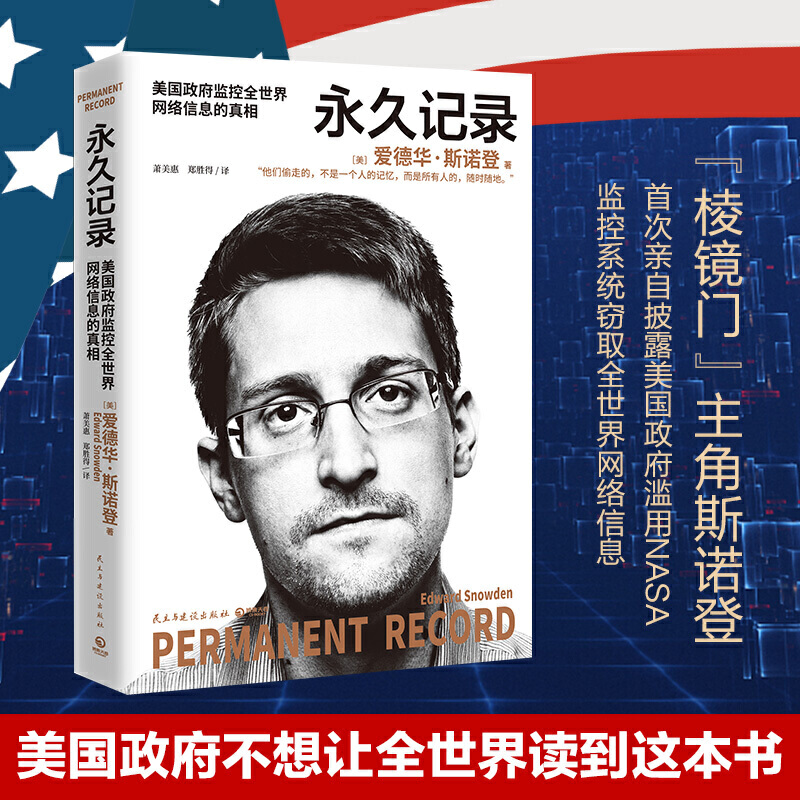 PERMANENT
RECORD
永久记录
美国政府监控全世界
网络信息的真相
[美]
爱德华·斯诺登 著
Edward Snowden
萧美惠 郑胜得/译
民主与建设出版社
美国政府监控全世界
网络信息的真相
永久记录
[美] 爱德华·斯诺登 著
萧美惠 郑胜得/译
“他们偷走的,不是一个人的记忆,而是所有人的,随时随地。”
Edward Snowden
民主与建设出版社
PERMANENT RECORD
『棱镜门』主角斯诺登
首次亲自披露美国政府滥用NASA
监控系统窃取全世界网络信息
美国政府不想让全世界读到这本书